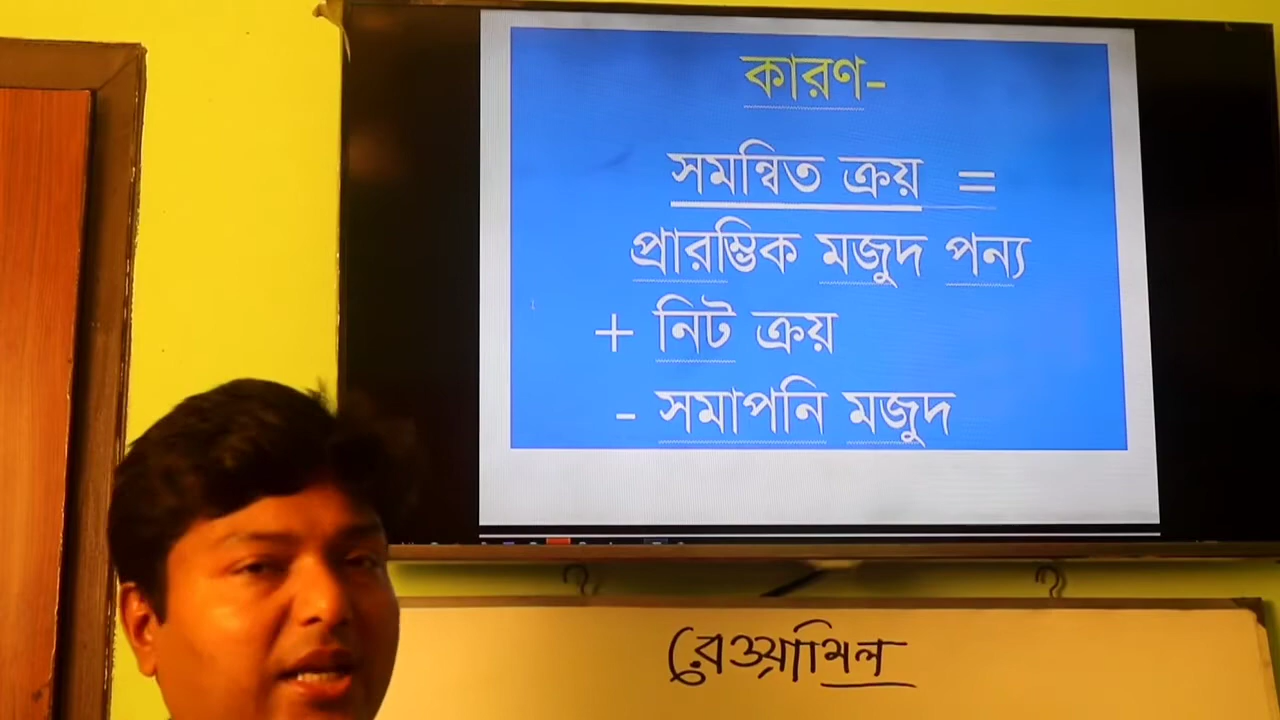 কারণ-
সমন্বিত ক্রয় =
প্রারম্ভিক মজুদ পন্য
+ নিট ক্রয়
- সমাপনি মজুদ
রেওয়ামিল